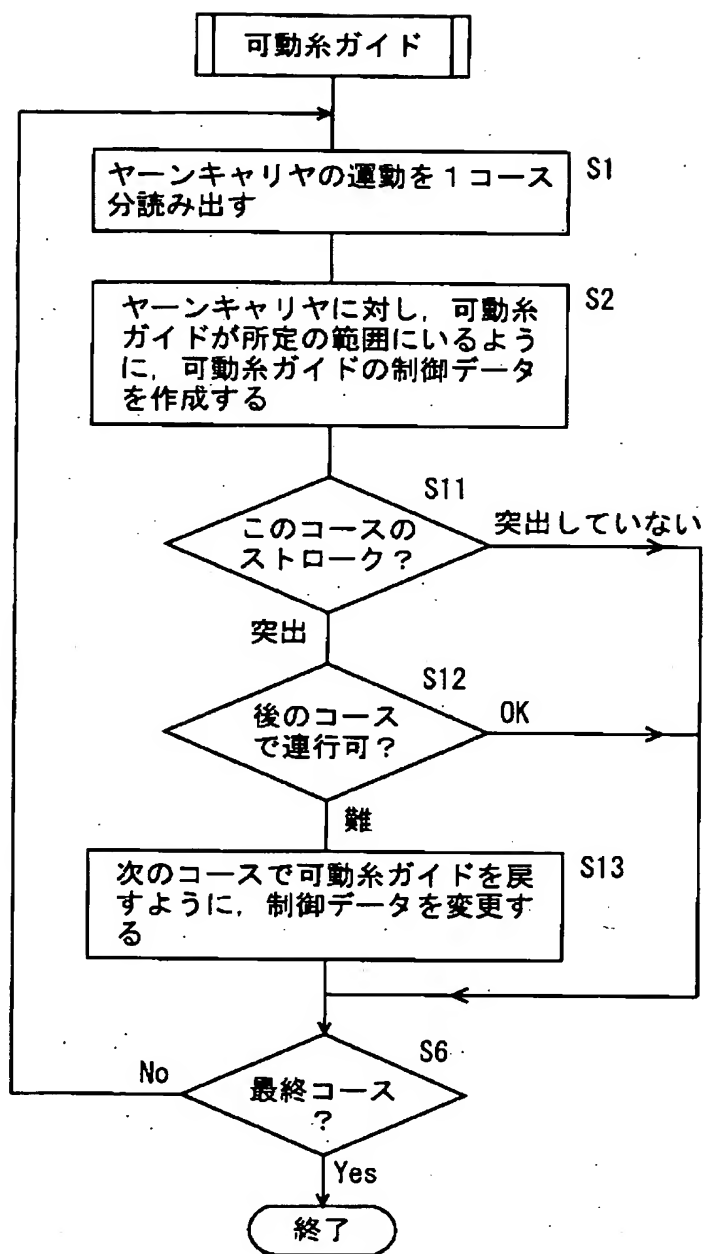 可動糸ガイド
ヤーンキャリヤの運動を1コース
分読み出す
S1
ヤーンキャリヤに対し，可動糸
ガイドが所定の範囲にいるよう
に，可動糸ガイドの制御データ
を作成する
S2
S11
このコースの
ストローク？
突出していない
突出
S12
後のコース
で連行可？
OK
難
次のコースで可動糸ガイドを戻
すように，制御データを変更す
る
S13
S6
No
最終コース
？
Yes
終了